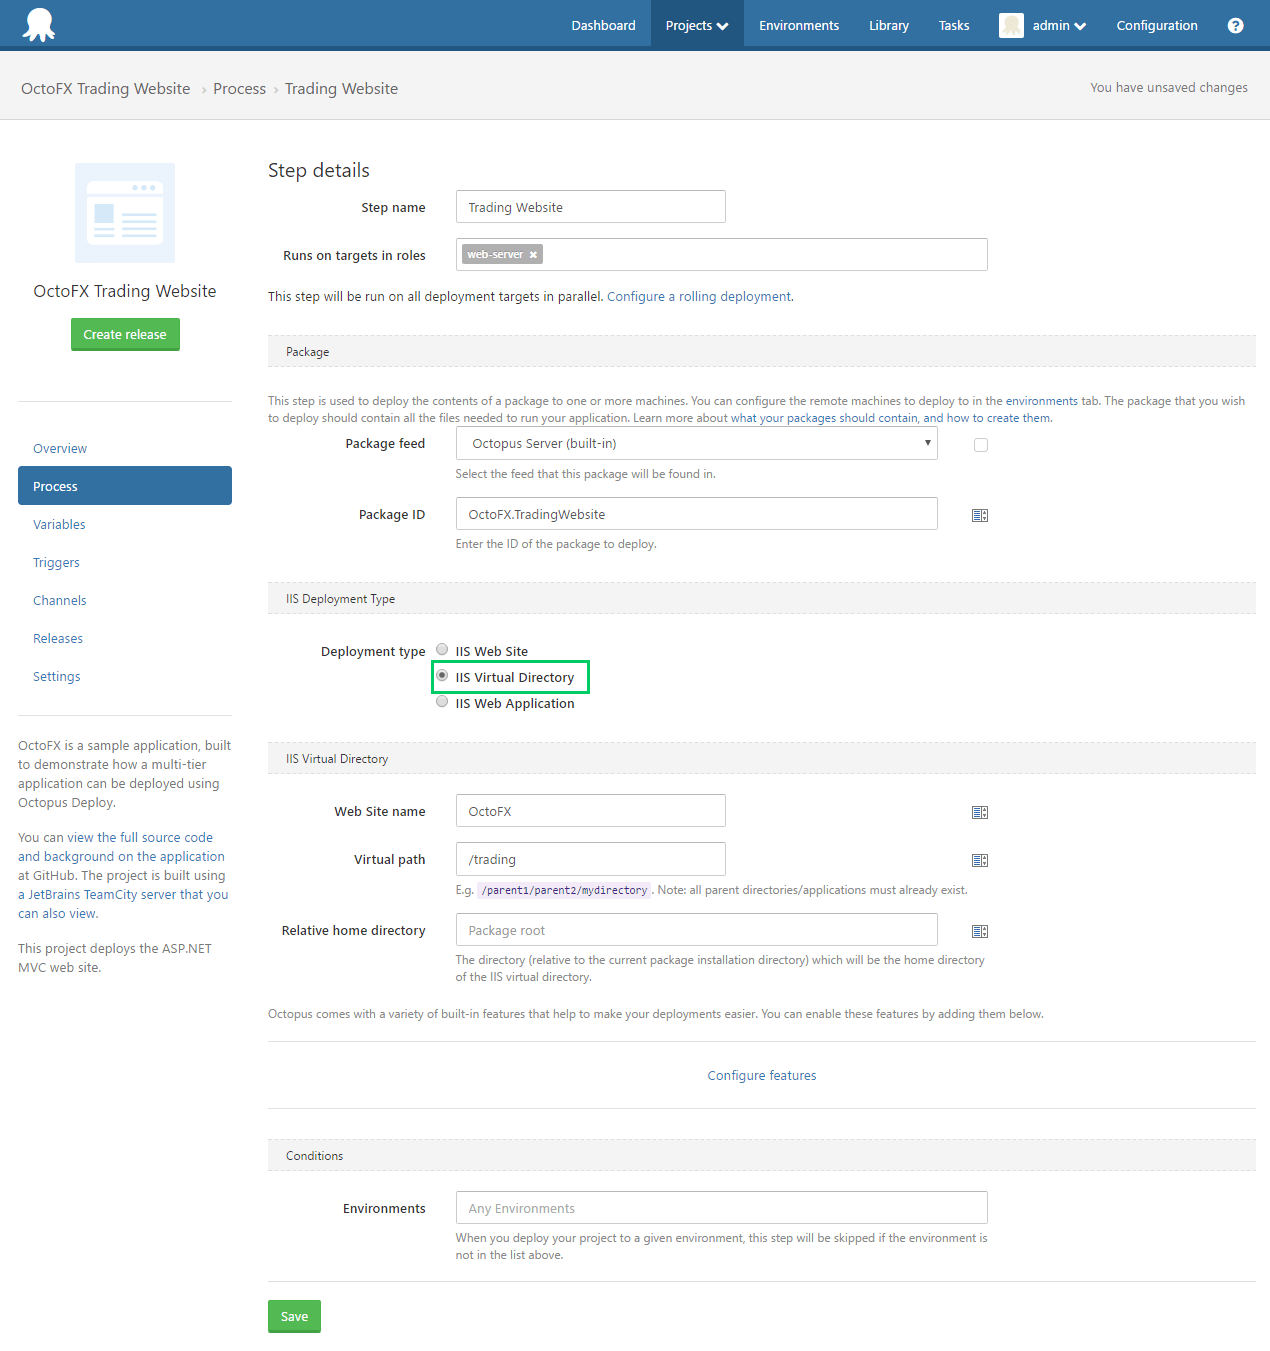 Dashboard Projects Environments Library Tasks admin Configuration ?
OctoFX Trading Website › Process › Trading Website You have unsaved changes
OctoFX Trading Website
Create release
Overview
Process
Variables
Triggers
Channels
Releases
Settings
OctoFX is a sample application, built
to demonstrate how a multi-tier
application can be deployed using
Octopus Deploy.
You can view the full source code
and background on the application
at GitHub. The project is built using
a JetBrains TeamCity server that you
can also view.
This project deploys the ASP.NET
MVC web site.
Step details
Step name Trading Website
Runs on targets in roles web-server ×
This step will be run on all deployment targets in parallel. Configure a rolling deployment.
Package
This step is used to deploy the contents of a package to one or more machines. You can configure the remote machines to deploy to in the environments tab. The package that you wish
to deploy should contain all the files needed to run your application. Learn more about what your packages should contain, and how to create them.
Package feed Octopus Server (built-in)
Select the feed that this package will be found in.
Package ID OctoFX.TradingWebsite
Enter the ID of the package to deploy.
IIS Deployment Type
Deployment type IIS Web Site
IIS Virtual Directory
IIS Web Application
IIS Virtual Directory
Web Site name OctoFX
Virtual path /trading
E.g. /parent1/parent2/mydirectory. Note: all parent directories/applications must already exist.
Relative home directory Package root
The directory (relative to the current package installation directory) which will be the home directory
of the IIS virtual directory.
Octopus comes with a variety of built-in features that help to make your deployments easier. You can enable these features by adding them below.
Configure features
Conditions
Environments Any Environments
When you deploy your project to a given environment, this step will be skipped if the environment is
not in the list above.
Save